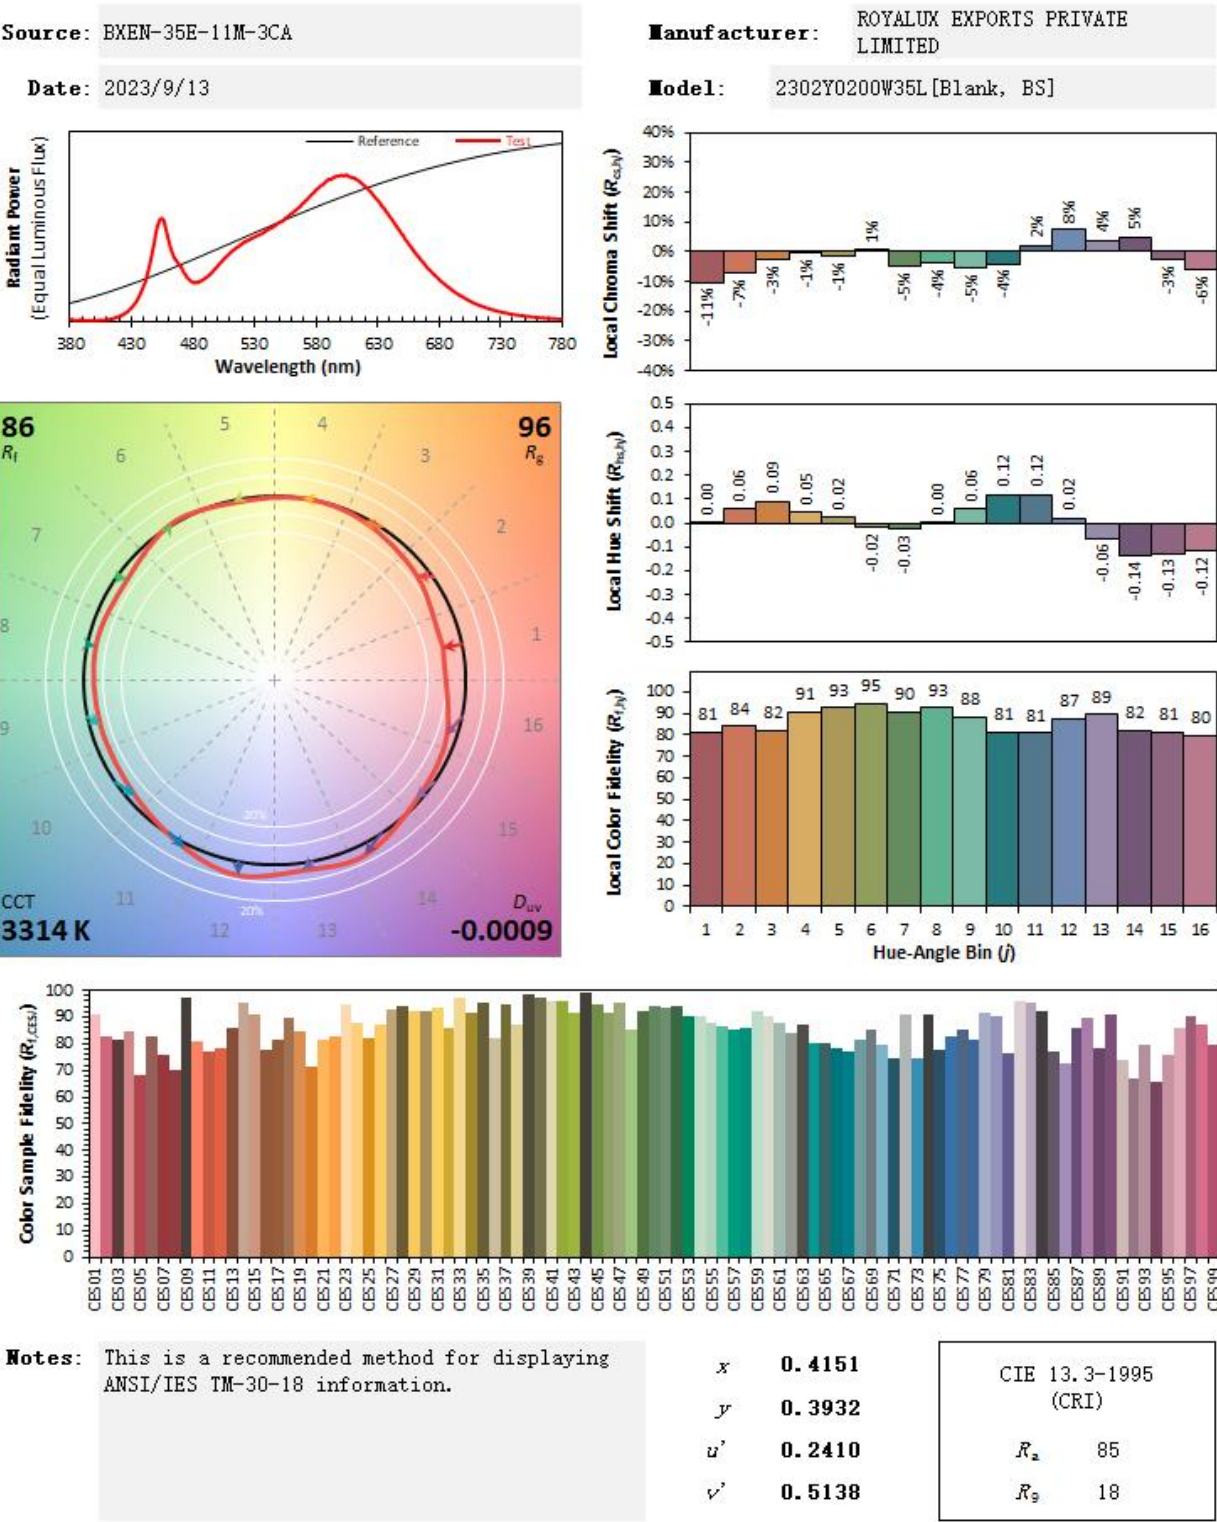 Source: BXEN-35E-11M-3CA
Manufacturer: ROYALUX EXPORTS PRIVATE
LIMITED
Date: 2023/9/13
Model: 2302Y0200W35L[Blank, BS]
Radiant Power
(Equal Luminous Flux)
Reference
Test
380 430 480 530 580 630 680 730 780
Wavelength (nm)
Local Chroma Shift (Rcs,hj)
40%
30%
20%
10%
0%
-10%
-20%
-30%
-40%
-11% -7% -3% -1% -1% 1% -5% -4% -5% -4% 2% 8% 4% 5% -3% -6%
86
Rf
96
Rg
1
2
3
4
5
6
7
8
9
10
11
12
13
14
15
16
20%
20%
CCT
3314 K
Duv
-0.0009
Local Hue Shift (Rhs,hj)
0.5
0.4
0.3
0.2
0.1
0.0
-0.1
-0.2
-0.3
-0.4
-0.5
0.00 0.06 0.09 0.05 0.02 -0.02 -0.03 0.00 0.06 0.12 0.12 0.02 -0.06 -0.14 -0.13 -0.12
Local Color Fidelity (Rf,hj)
100
90
80
70
60
50
40
30
20
10
0
81 84 82 91 93 95 90 93 88 81 81 87 89 82 81 80
1 2 3 4 5 6 7 8 9 10 11 12 13 14 15 16
Hue-Angle Bin (j)
Color Sample Fidelity (Rf,CESi)
100
90
80
70
60
50
40
30
20
10
0
CES01 CES03 CES05 CES07 CES09 CES11 CES13 CES15 CES17 CES19 CES21 CES23 CES25 CES27 CES29 CES31 CES33 CES35 CES37 CES39 CES41 CES43 CES45 CES47 CES49 CES51 CES53 CES55 CES57 CES59 CES61 CES63 CES65 CES67 CES69 CES71 CES73 CES75 CES77 CES79 CES81 CES83 CES85 CES87 CES89 CES91 CES93 CES95 CES97 CES99
Notes: This is a recommended method for displaying
ANSI/IES TM-30-18 information.
x 0.4151
y 0.3932
u' 0.2410
v' 0.5138
CIE 13.3-1995
(CRI)
Ra 85
R9 18